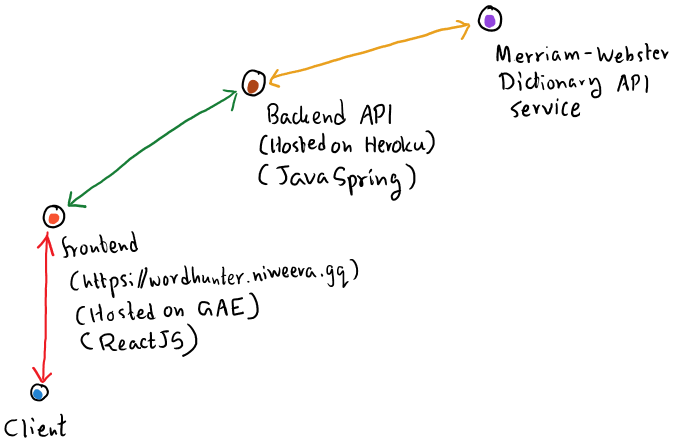 Merriam-Webster
Dictionary API
service
Backend API
(Hosted on Heroku)
(JavaSpring)
frontend
(https://wordhunter.niweera.gq)
(Hosted on GAE)
(ReactJS)
Client